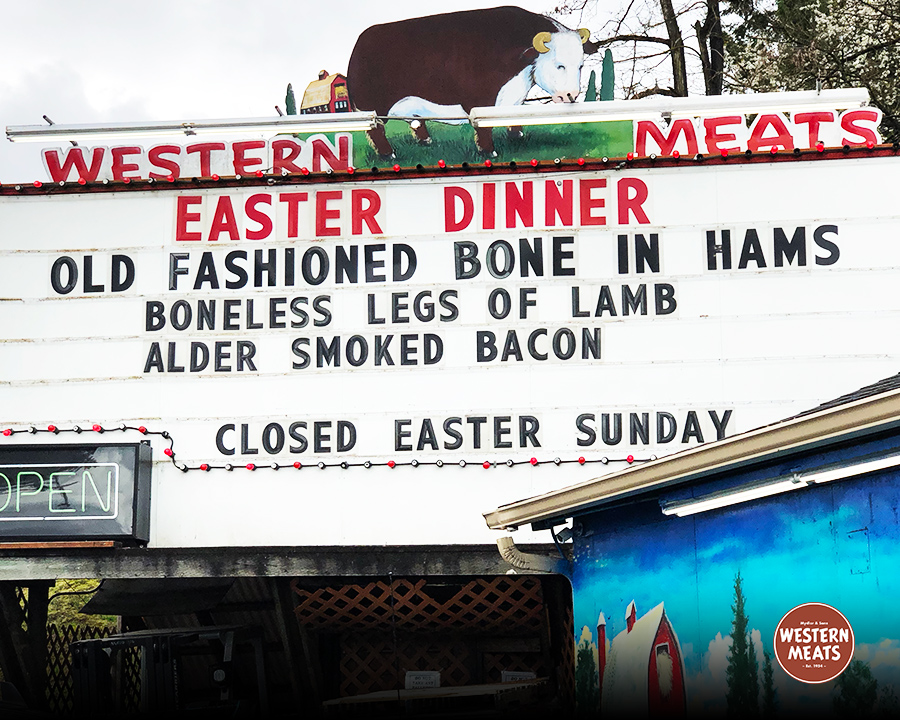 WESTERN MEATS
EASTER DINNER
OLD FASHIONED BONE IN HAMS
BONELESS LEGS OF LAMB
ALDER SMOKED BACON
CLOSED EASTER SUNDAY
OPEN
WESTERN
MEATS